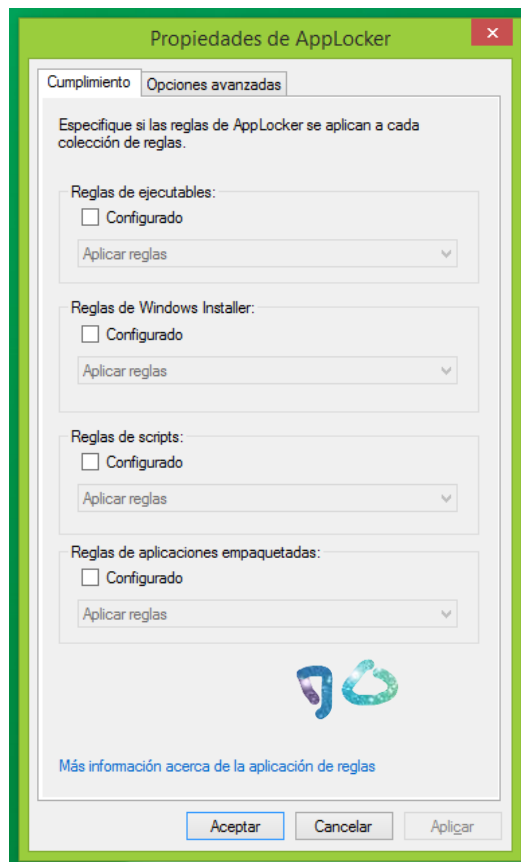 Propiedades de AppLocker
Cumplimiento
Opciones avanzadas
Especifique si las reglas de AppLocker se aplican a cada
colección de reglas.
Reglas de ejecutables:
Configurado
Aplicar reglas
Reglas de Windows Installer:
Configurado
Aplicar reglas
Reglas de scripts:
Configurado
Aplicar reglas
Reglas de aplicaciones empaquetadas:
Configurado
Aplicar reglas
Más información acerca de la aplicación de reglas
Aceptar
Cancelar
Aplicar